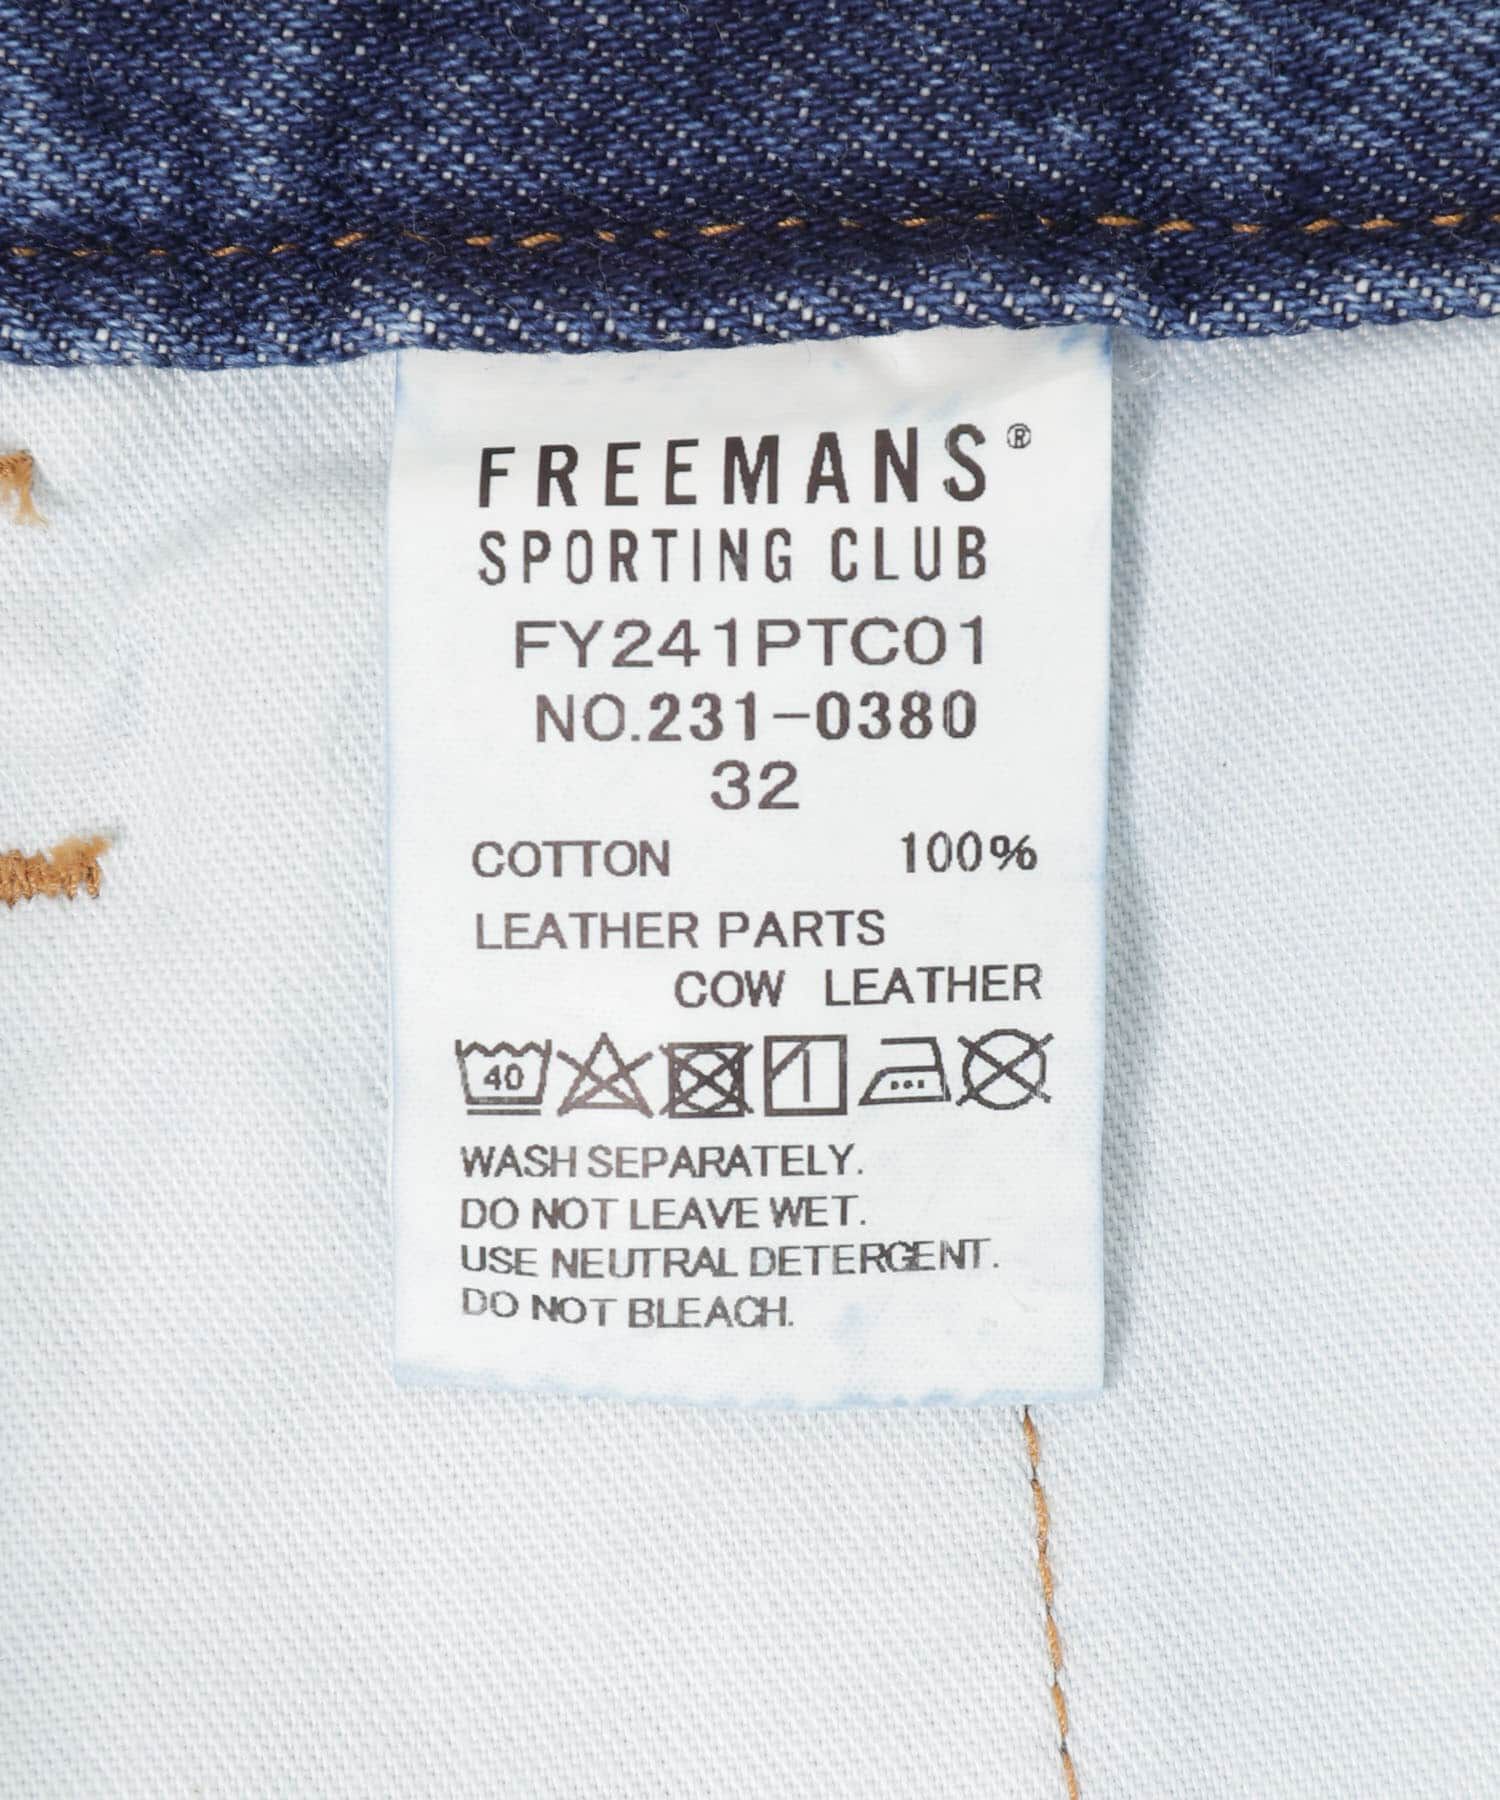 FREEMANS®
SPORTING CLUB
FY241PTC01
NO.231-0380
32
COTTON 100%
LEATHER PARTS
COW LEATHER
40
WASH SEPARATELY.
DO NOT LEAVE WET.
USE NEUTRAL DETERGENT.
DO NOT BLEACH.